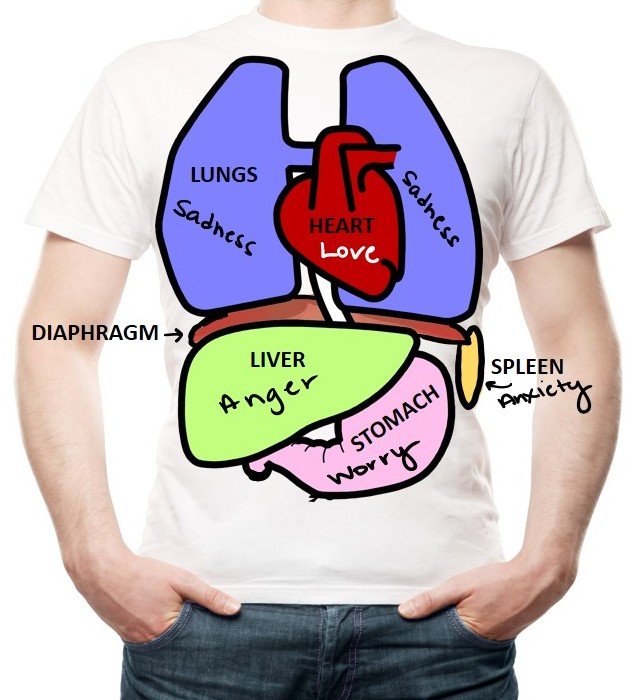 LUNGS
Sadness
Sadness
HEART
Love
DIAPHRAGM
LIVER
Anger
SPLEEN
Anxiety
STOMACH
Worry